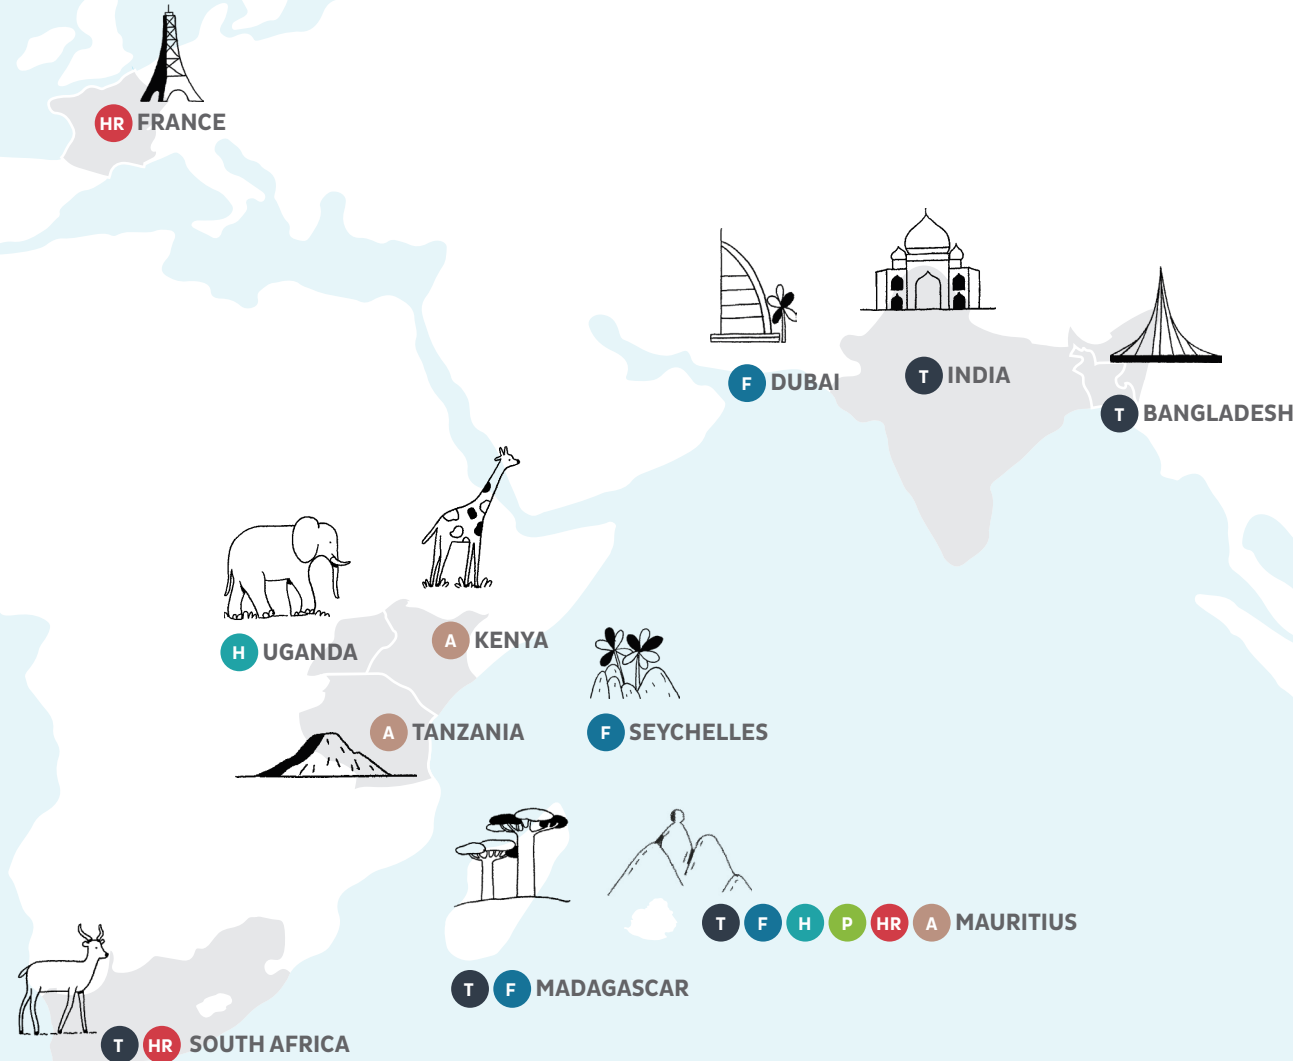 HR FRANCE
F DUBAI
T INDIA
T BANGLADESH
H UGANDA
A KENYA
A TANZANIA
F SEYCHELLES
T F H P HR A MAURITIUS
T F MADAGASCAR
T HR SOUTH AFRICA